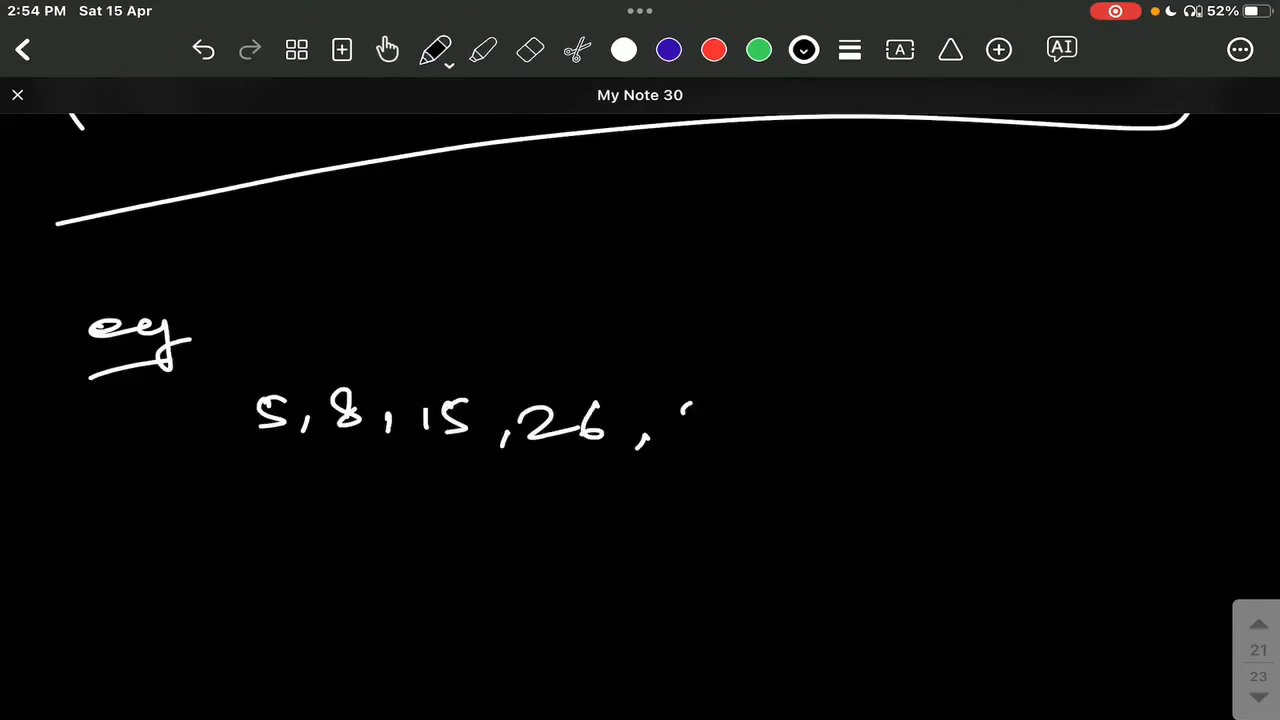 2:54 PM Sat 15 Apr
52%
A
AI
My Note 30
eg
5, 8, 15, 26,
21
23